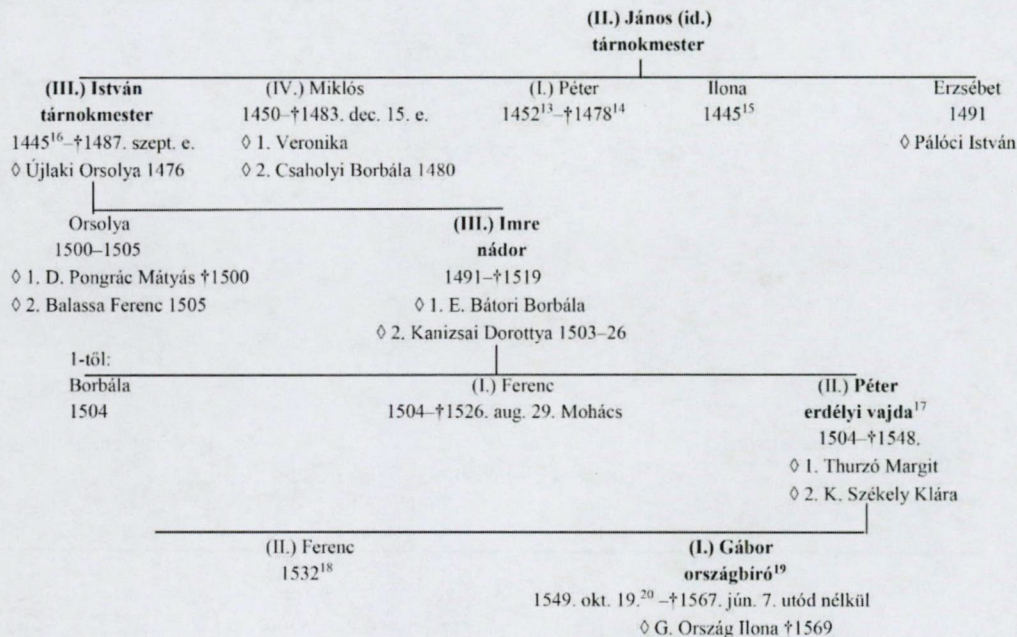 (II.) János (id.)
tárnokmester
(III.) István
tárnokmester
1445¹⁶–†1487. szept. e.
◊ Újlaki Orsolya 1476
(IV.) Miklós
1450–†1483. dec. 15. e.
◊ 1. Veronika
◊ 2. Csaholyi Borbála 1480
(I.) Péter
1452¹³–†1478¹⁴
Ilona
1445¹⁵
Erzsébet
1491
◊ Pálóci István
Orsolya
1500–1505
◊ 1. D. Pongrác Mátyás †1500
◊ 2. Balassa Ferenc 1505
(III.) Imre
nádor
1491–†1519
◊ 1. E. Bátori Borbála
◊ 2. Kanizsai Dorottya 1503–26
1-től:
Borbála
1504
(I.) Ferenc
1504–†1526. aug. 29. Mohács
(II.) Péter
erdélyi vajda¹⁷
1504–†1548.
◊ 1. Thurzó Margit
◊ 2. K. Székely Klára
(II.) Ferenc
1532¹⁸
(I.) Gábor
országbíró¹⁹
1549. okt. 19.²⁰ –†1567. jún. 7. utód nélkül
◊ G. Ország Ilona †1569